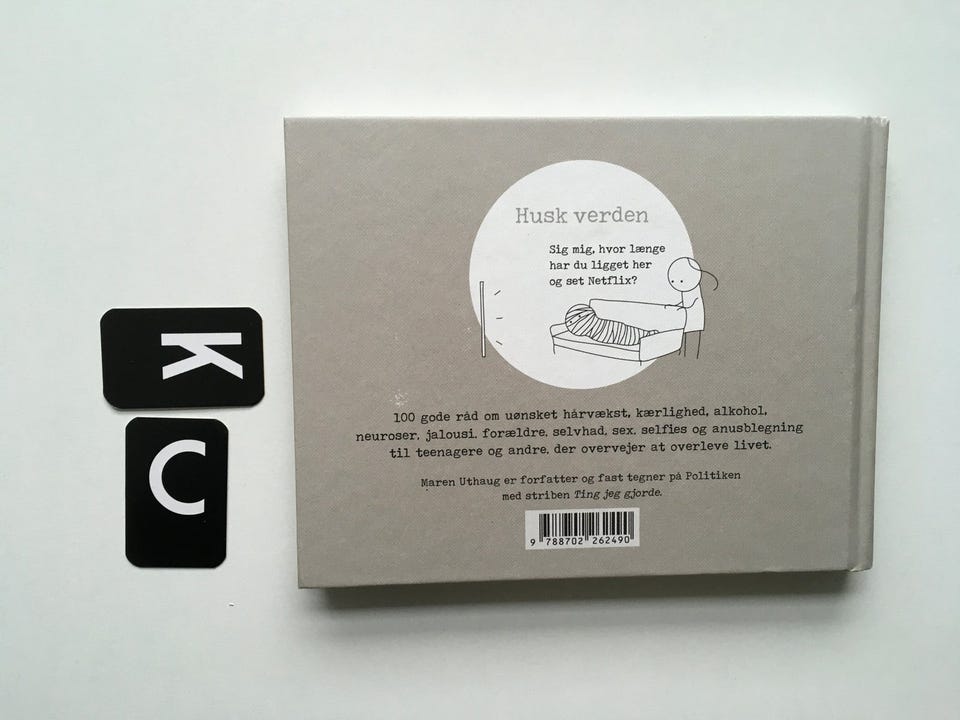 K
C
Husk verden
Sig mig, hvor længe
har du ligget her
og set Netflix?
100 gode råd om uønsket hårvækst, kærlighed, alkohol,
neuroser, jalousi, forældre, selvhad, sex, selfies og anusblegning
til teenagere og andre, der overvejer at overleve livet.
Maren Uthaug er forfatter og fast tegner på Politiken
med striben Ting jeg gjorde.
9 788702 262490